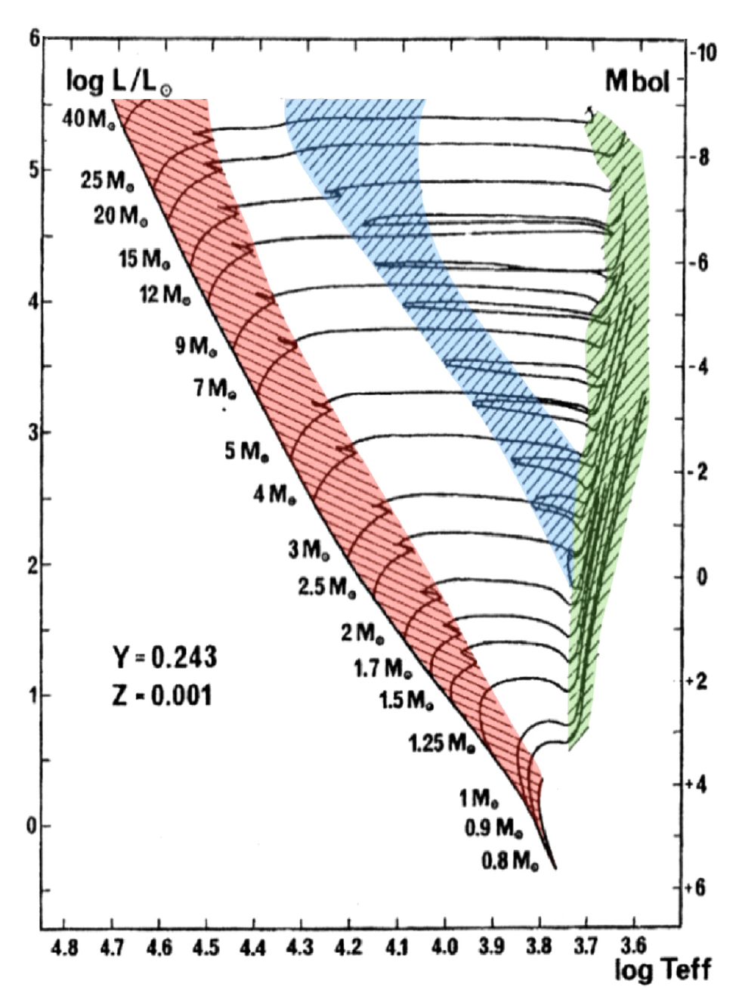 6
-10
log L/L☉
Mbol
40 M☉
5
-8
25 M☉
20 M☉
15 M☉
-6
12 M☉
4
9 M☉
-4
7 M☉
3
5 M☉
-2
4 M☉
3 M☉
2
0
2.5 M☉
2 M☉
Y = 0.243
1.7 M☉
+2
Z = 0.001
1
1.5 M☉
1.25 M☉
+4
1 M☉
0
0.9 M☉
0.8 M☉
+6
4.8 4.7 4.6 4.5 4.4 4.3 4.2 4.1 4.0 3.9 3.8 3.7 3.6
log Teff